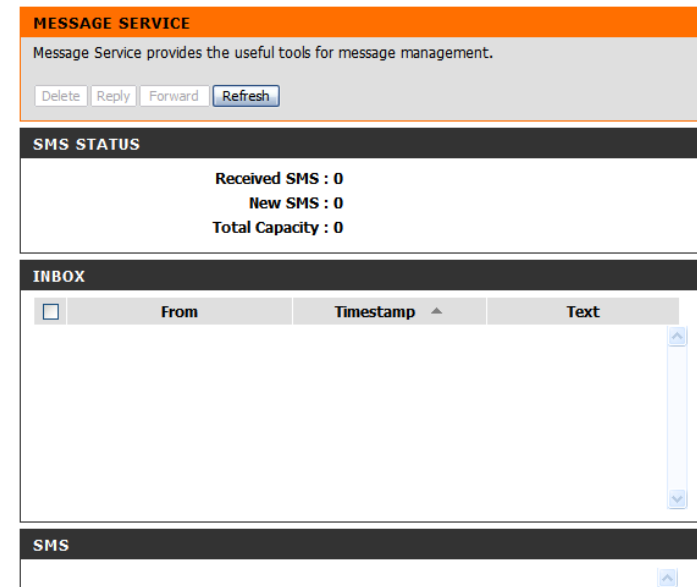 MESSAGE SERVICE
Message Service provides the useful tools for message management.
Delete Reply Forward Refresh
SMS STATUS
Received SMS : 0
New SMS : 0
Total Capacity : 0
INBOX
From Timestamp Text
SMS